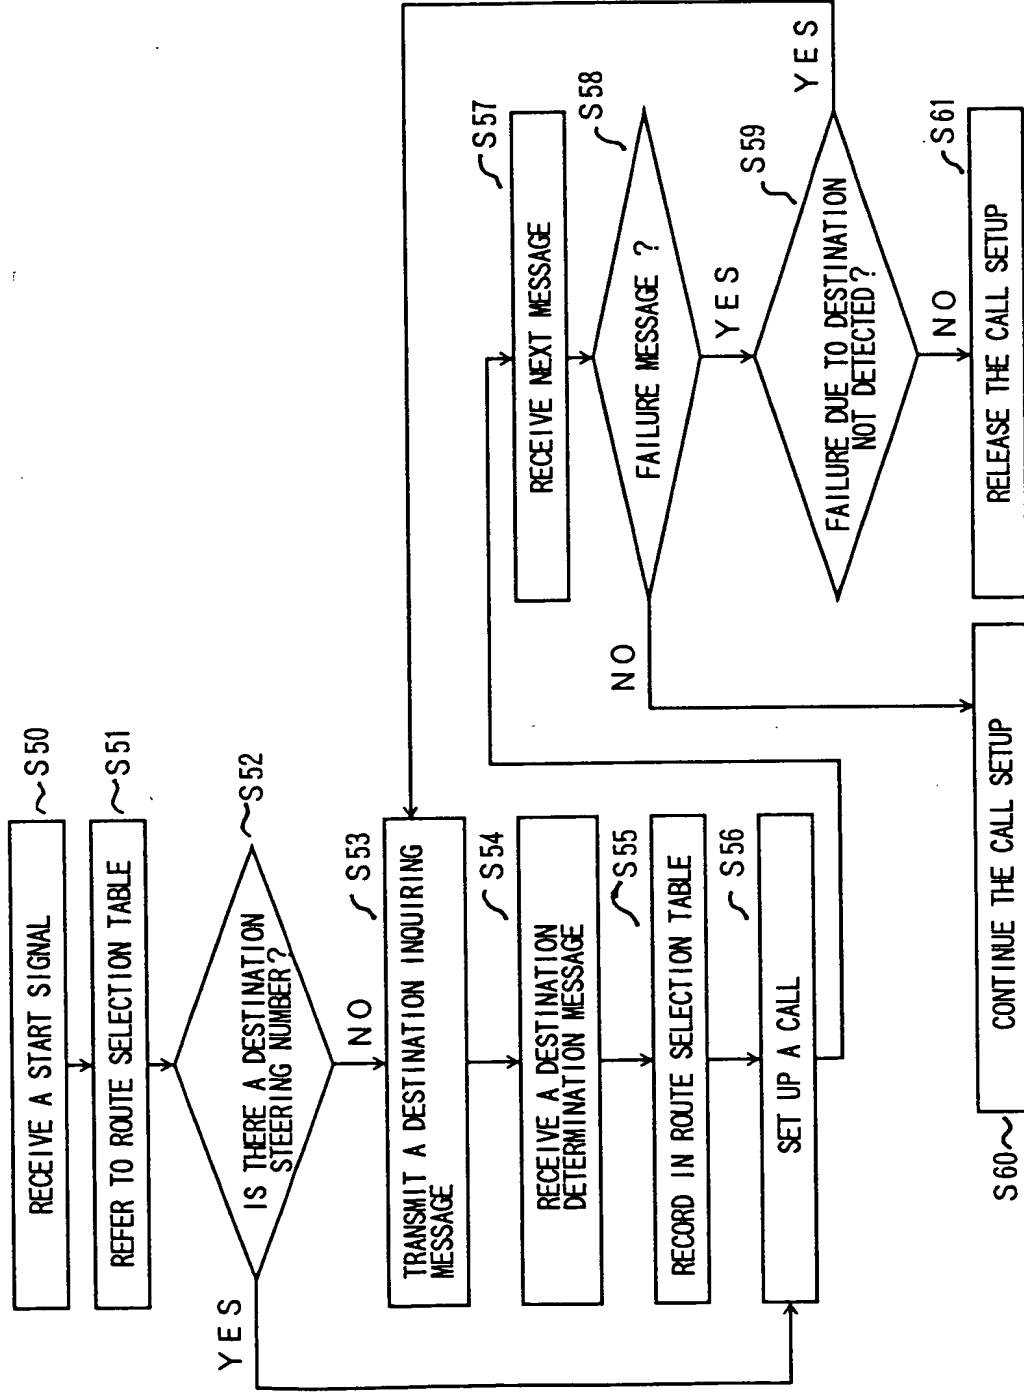 RECEIVE A START SIGNAL
S50
REFER TO ROUTE SELECTION TABLE
S51
IS THERE A DESTINATION
STEERING NUMBER?
S52
YES
NO
TRANSMIT A DESTINATION INQUIRING
MESSAGE
S53
RECEIVE A DESTINATION
DETERMINATION MESSAGE
S54
RECORD IN ROUTE SELECTION TABLE
S55
SET UP A CALL
S56
RECEIVE NEXT MESSAGE
S57
FAILURE MESSAGE ?
S58
NO
YES
FAILURE DUE TO DESTINATION
NOT DETECTED?
S59
YES
NO
S60
CONTINUE THE CALL SETUP
RELEASE THE CALL SETUP
S61